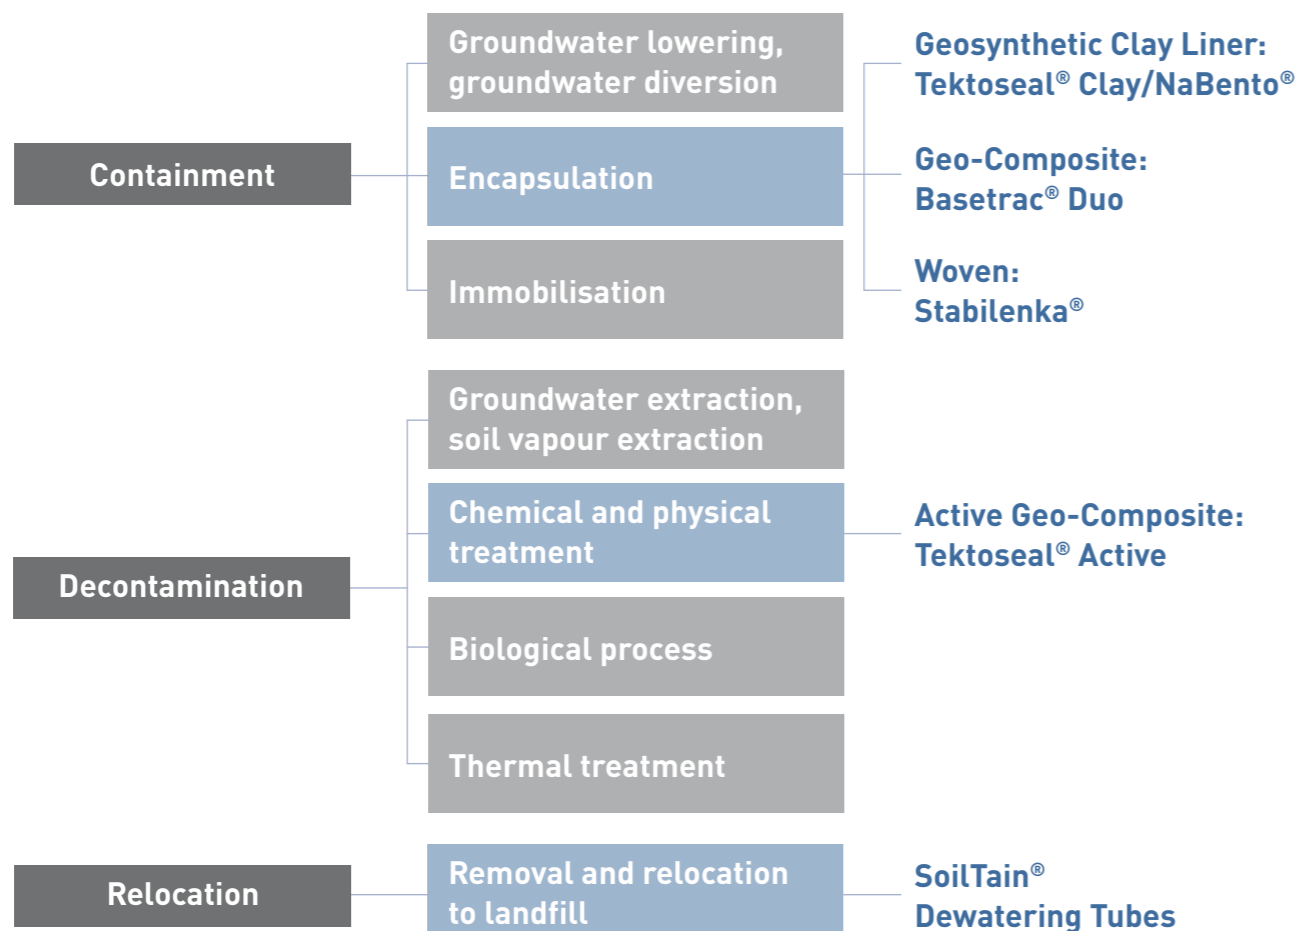 Containment
Groundwater lowering,
groundwater diversion
Encapsulation
Immobilisation
Geosynthetic Clay Liner:
Tektoseal® Clay/NaBento®
Geo-Composite:
Basetrac® Duo
Woven:
Stabilenka®
Decontamination
Groundwater extraction,
soil vapour extraction
Chemical and physical
treatment
Biological process
Thermal treatment
Active Geo-Composite:
Tektoseal® Active
Relocation
Removal and relocation
to landfill
SoilTain®
Dewatering Tubes